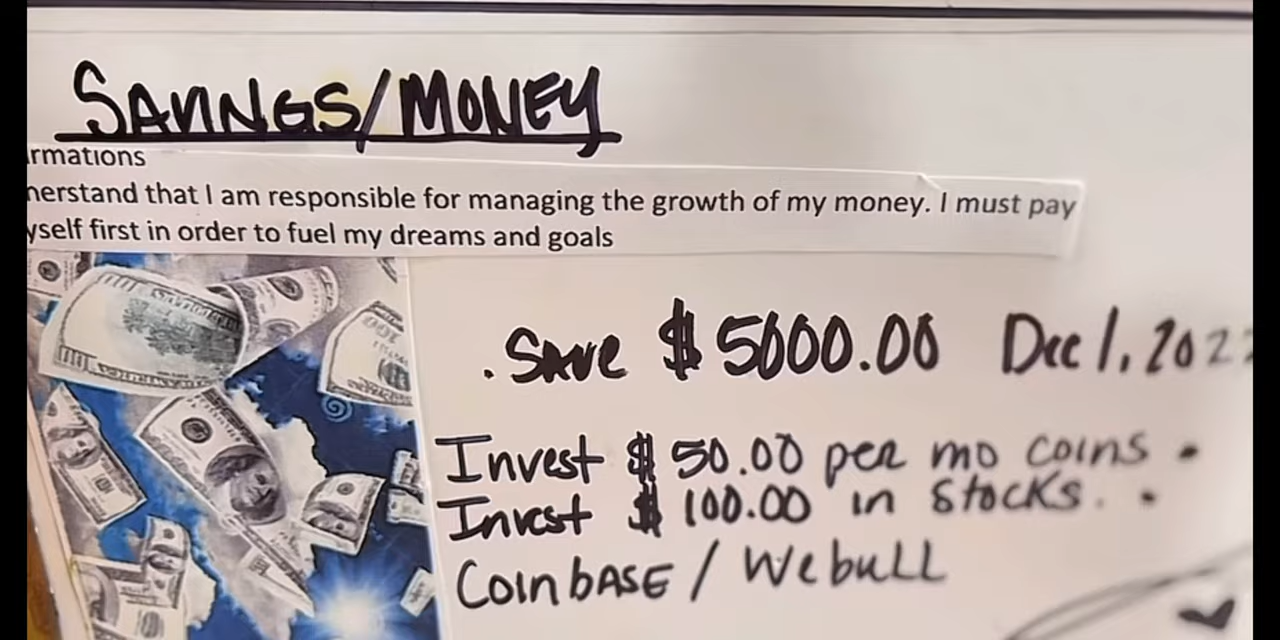 SAVINGS/MONEY
rmations
nerstand that I am responsible for managing the growth of my money. I must pay
yself first in order to fuel my dreams and goals
. SAVE $5000.00 Dec 1, 202
Invest $50.00 per mo coins •
Invest $100.00 in Stocks. •
CoinBASE / Webull